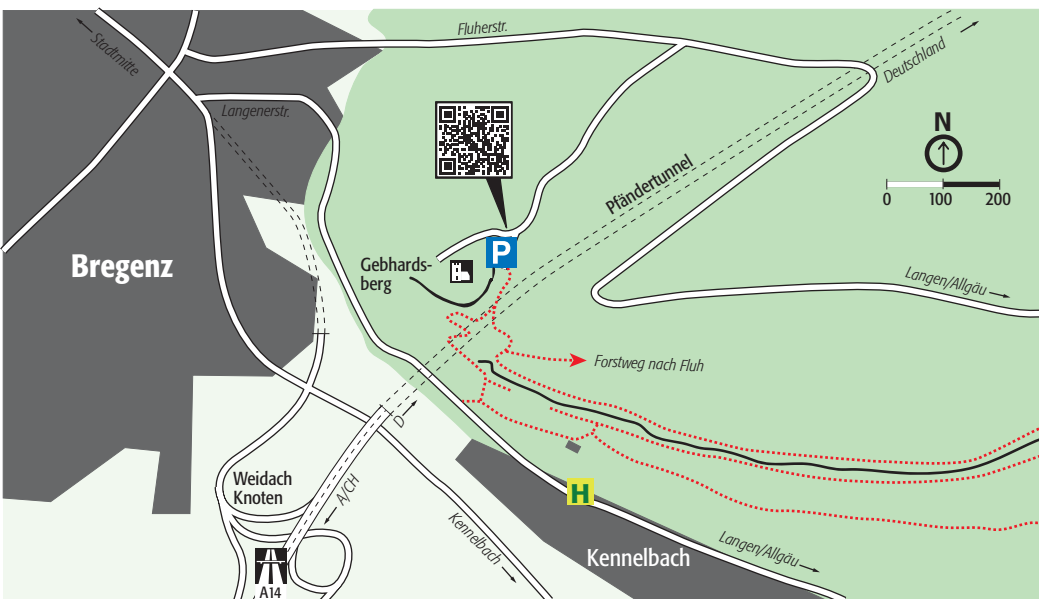 Stadtmitte
Fluherstr.
Deutschland
Langenerstr.
N
0 100 200
Pfändertunnel
P
Bregenz
Gebhards-
berg
Langen/Allgäu
Forstweg nach Fluh
D
A/CH
Weidach
Knoten
H
Kennelbach
Langen/Allgäu
Kennelbach
A14